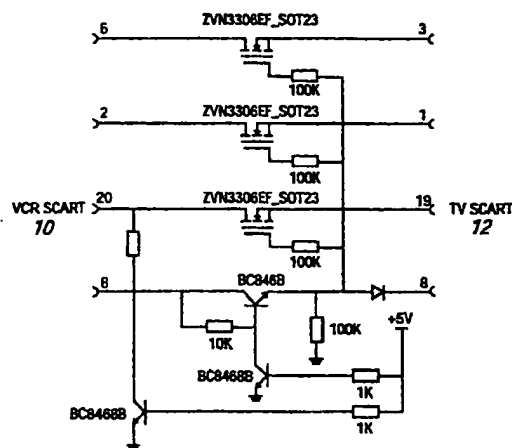 ZVN3306EF_SOT23
6 3
100K
ZVN3306EF_SOT23
2 1
100K
ZVN3306EF_SOT23
VCR SCART 20 19 TV SCART
10 12
100K
BC846B
8 8
+5V
10K 100K
BC8468B 1K
BC8468B
1K